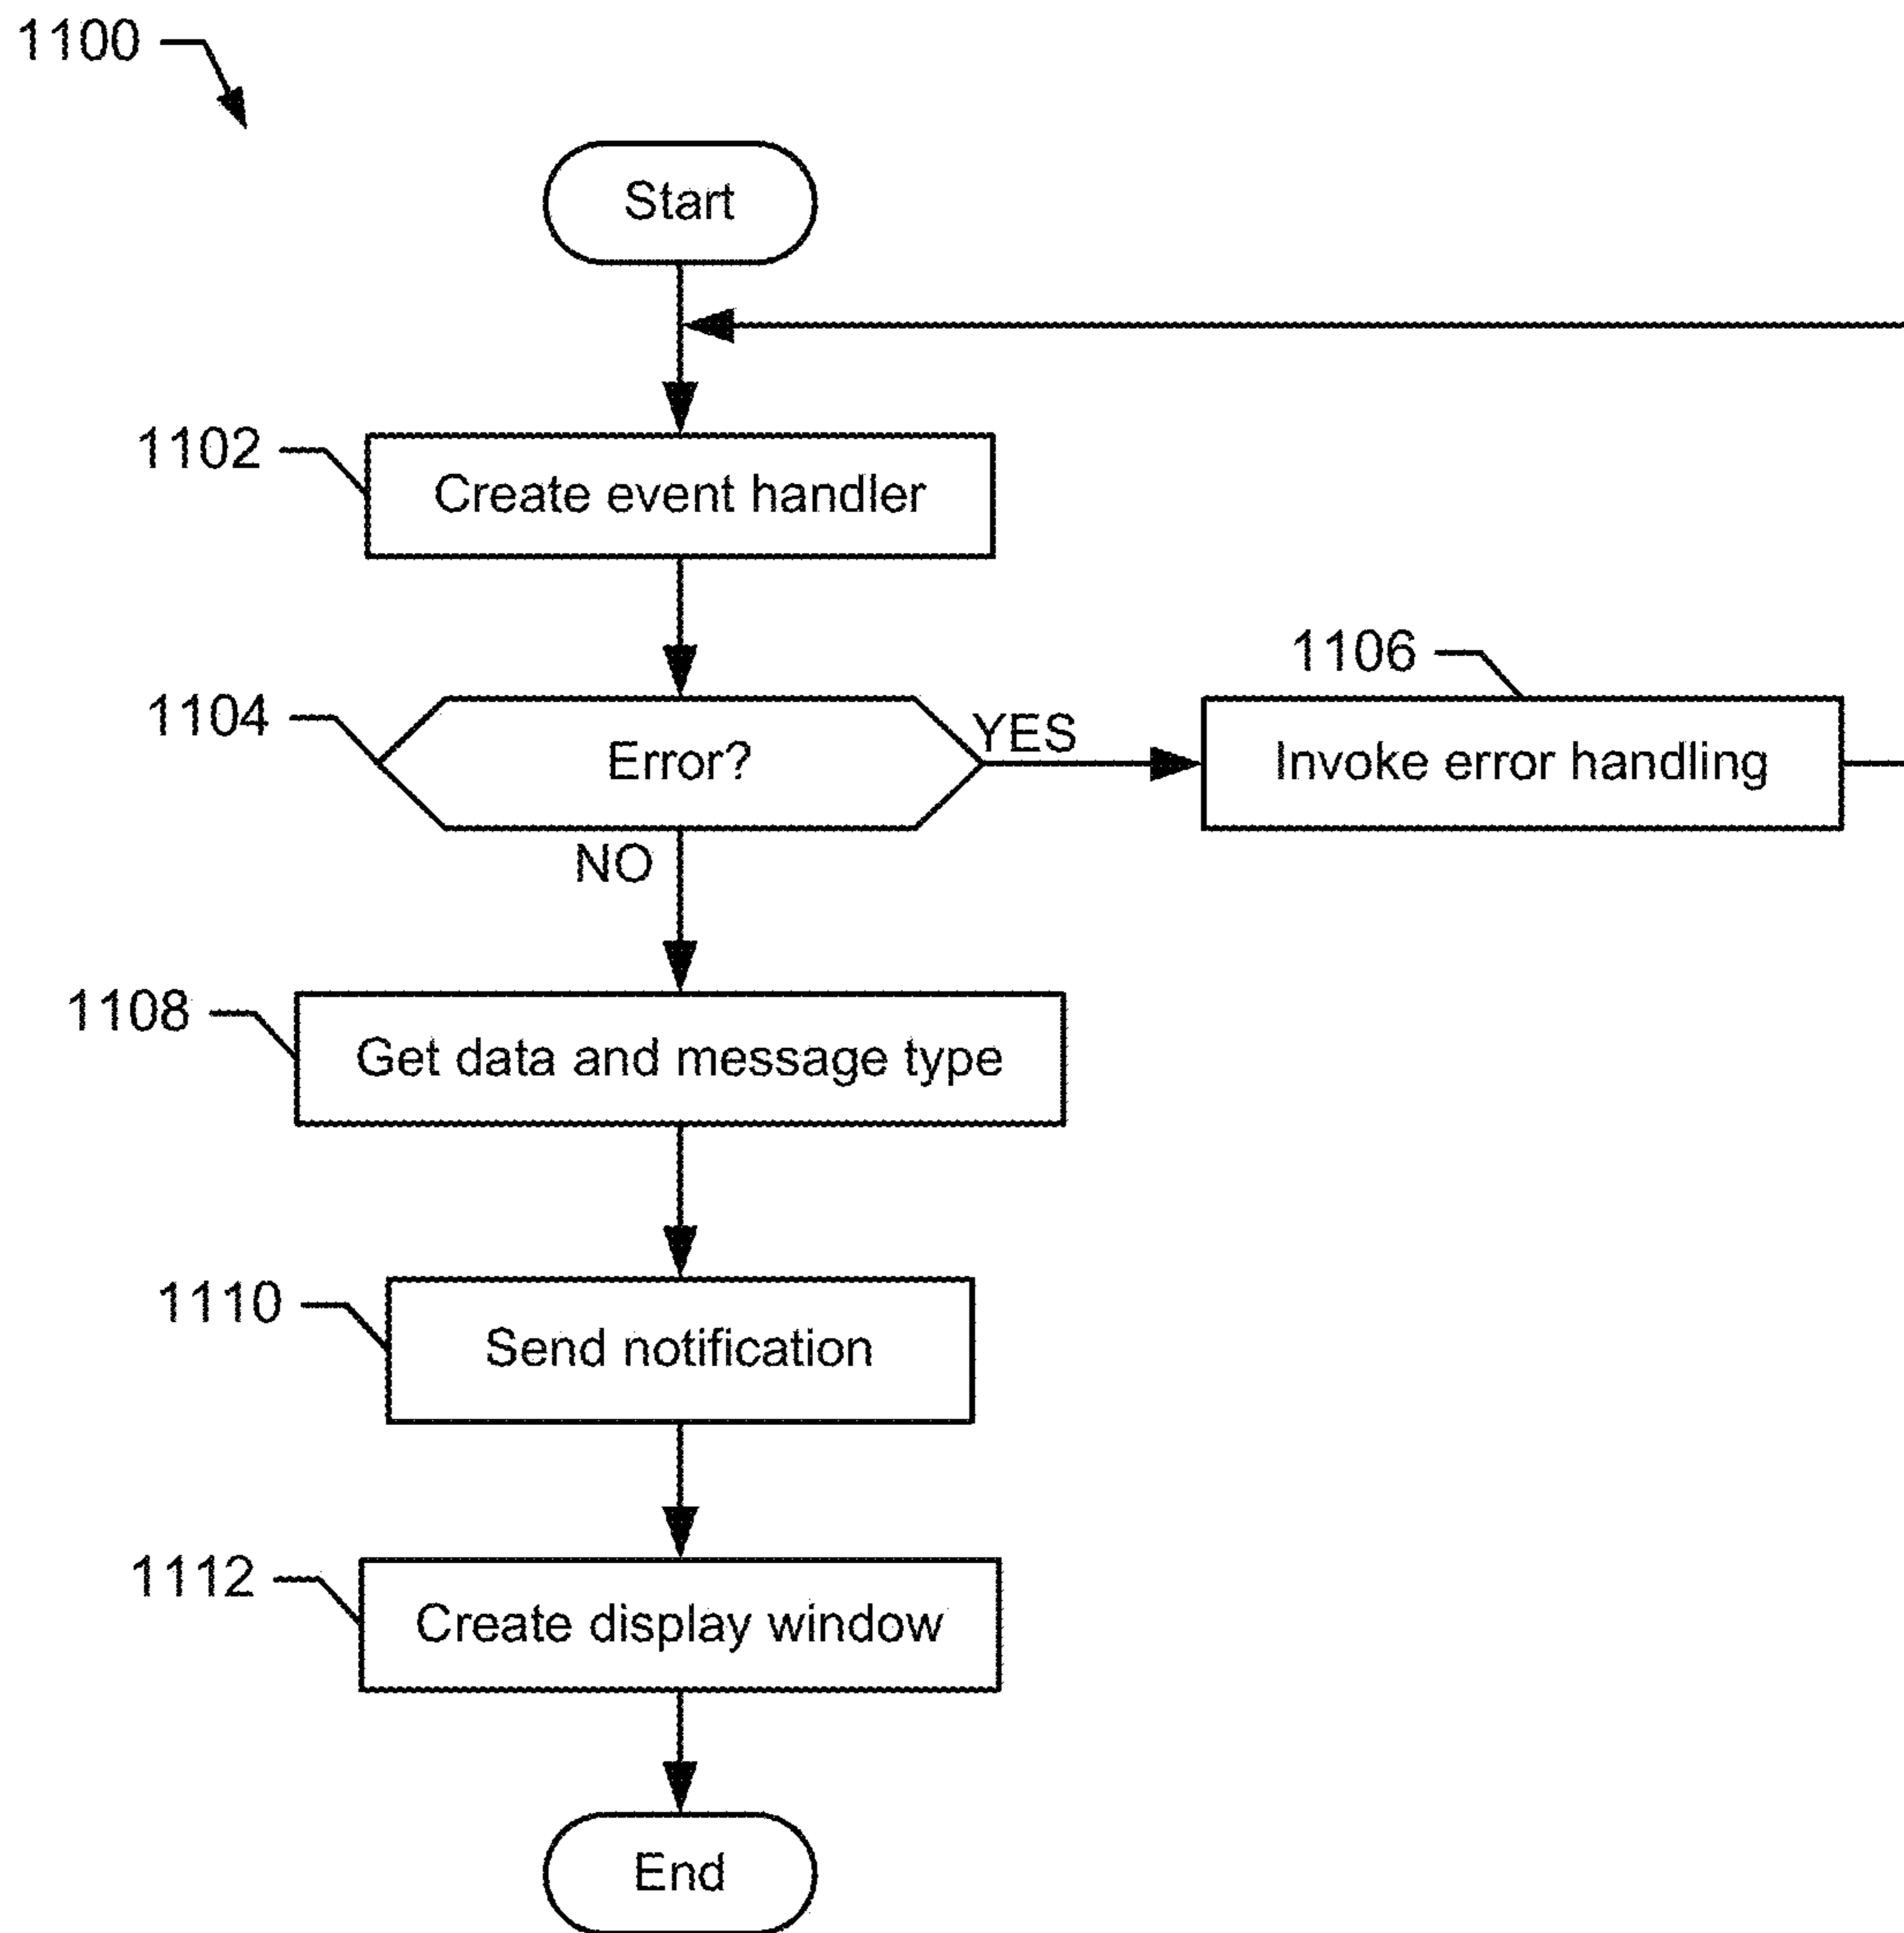 1100
Start
1102
Create event handler
1104
Error?
YES
1106
Invoke error handling
NO
1108
Get data and message type
1110
Send notification
1112
Create display window
End